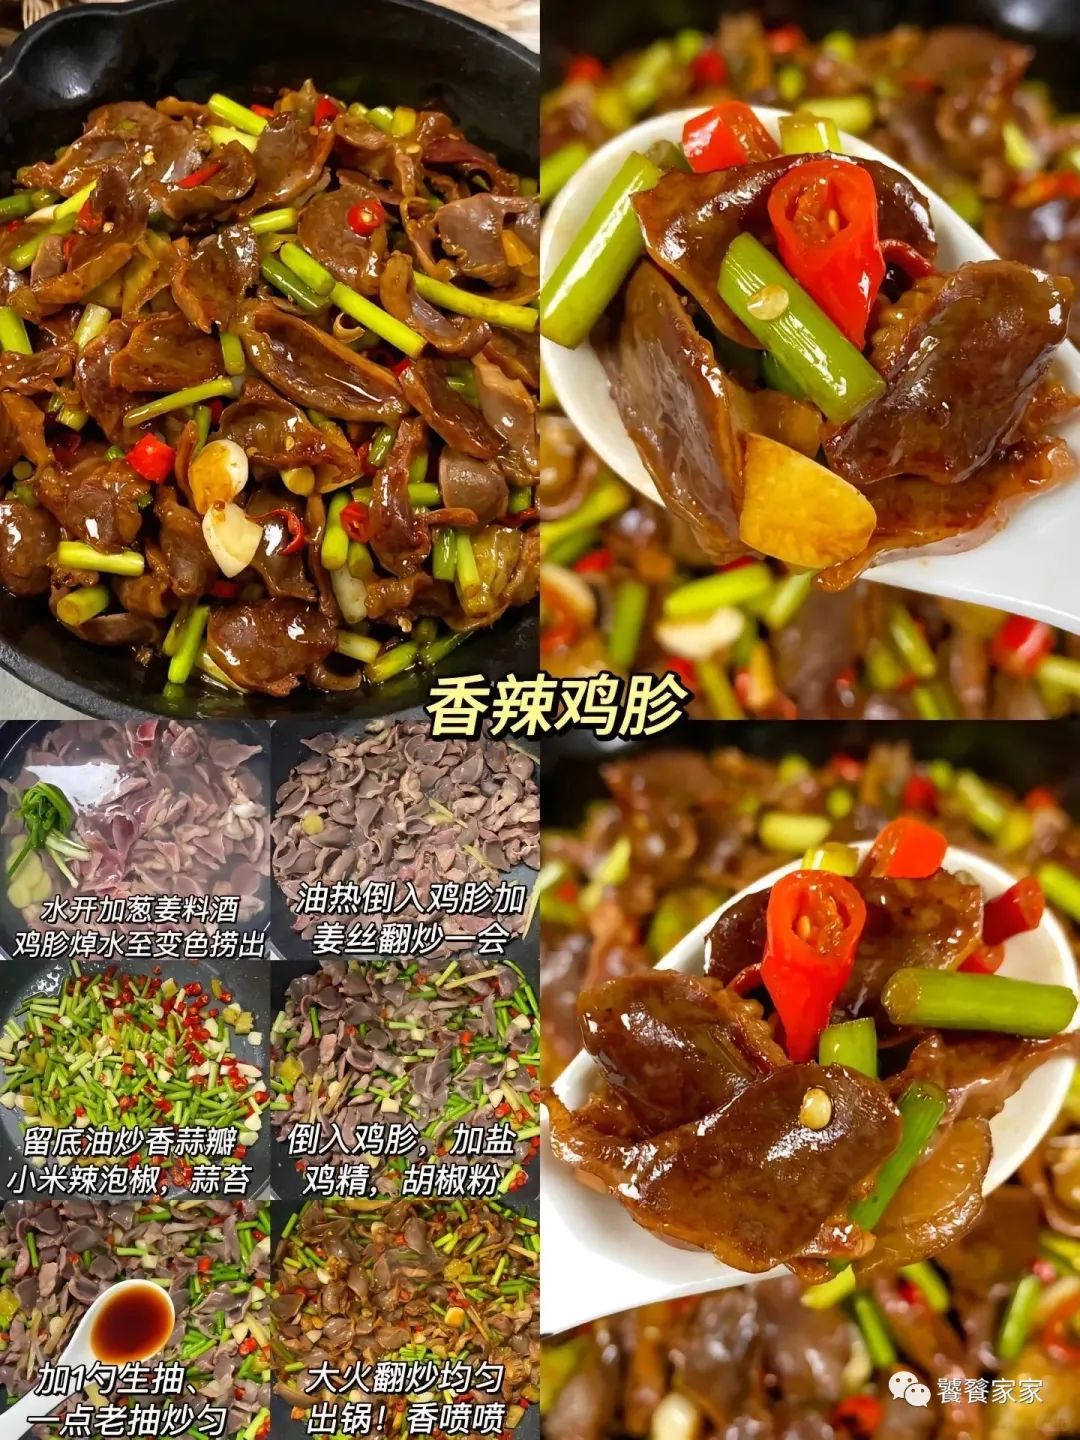 香辣鸡胗
水开加葱姜料酒
鸡胗焯水至变色捞出
油热倒入鸡胗加
姜丝翻炒一会
留底油炒香蒜瓣
小米辣泡椒，蒜苔
倒入鸡胗，加盐
鸡精，胡椒粉
加1勺生抽、
一点老抽炒匀
大火翻炒均匀
出锅！香喷喷
饕餮家家